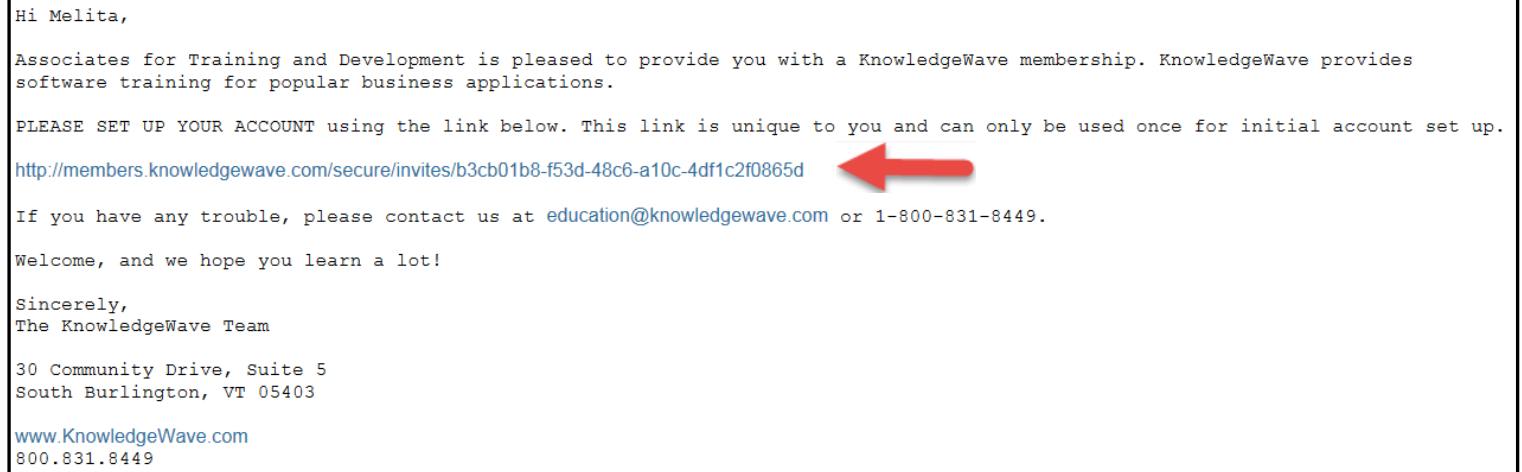 Hi Melita,
Associates for Training and Development is pleased to provide you with a KnowledgeWave membership. KnowledgeWave provides
software training for popular business applications.
PLEASE SET UP YOUR ACCOUNT using the link below. This link is unique to you and can only be used once for initial account set up.
http://members.knowledgewave.com/secure/invites/b3cb01b8-f53d-48c6-a10c-4df1c2f0865d
If you have any trouble, please contact us at education@knowledgewave.com or 1-800-831-8449.
Welcome, and we hope you learn a lot!
Sincerely,
The KnowledgeWave Team
30 Community Drive, Suite 5
South Burlington, VT 05403
www.KnowledgeWave.com
800.831.8449